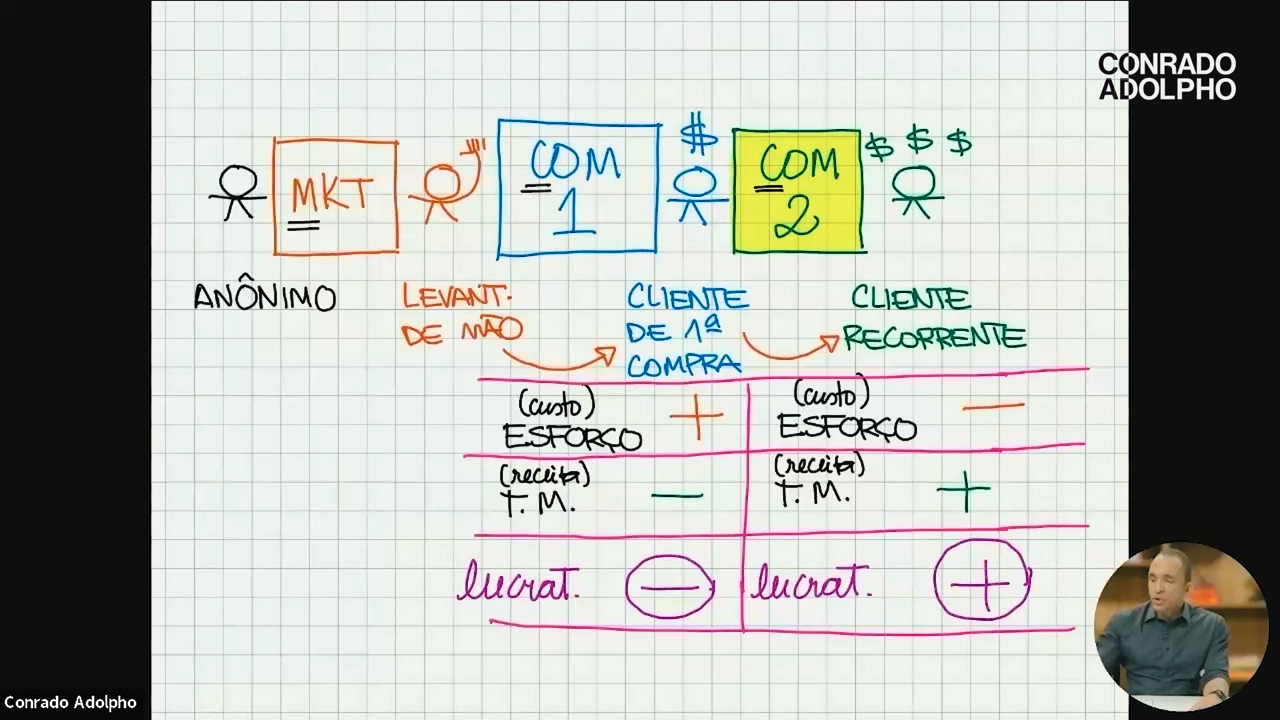 CONRADO
ADOLPHO
$
$ $ $
MKT
COM
1
COM
2
ANÔNIMO
LEVANT.
DE MÃO
CLIENTE
DE 1ª
COMPRA
CLIENTE
RECORRENTE
(custo)
ESFORÇO +
(custo)
ESFORÇO —
(receita)
T. M. —
(receita)
T. M. +
lucrat. —
lucrat. +
Conrado Adolpho